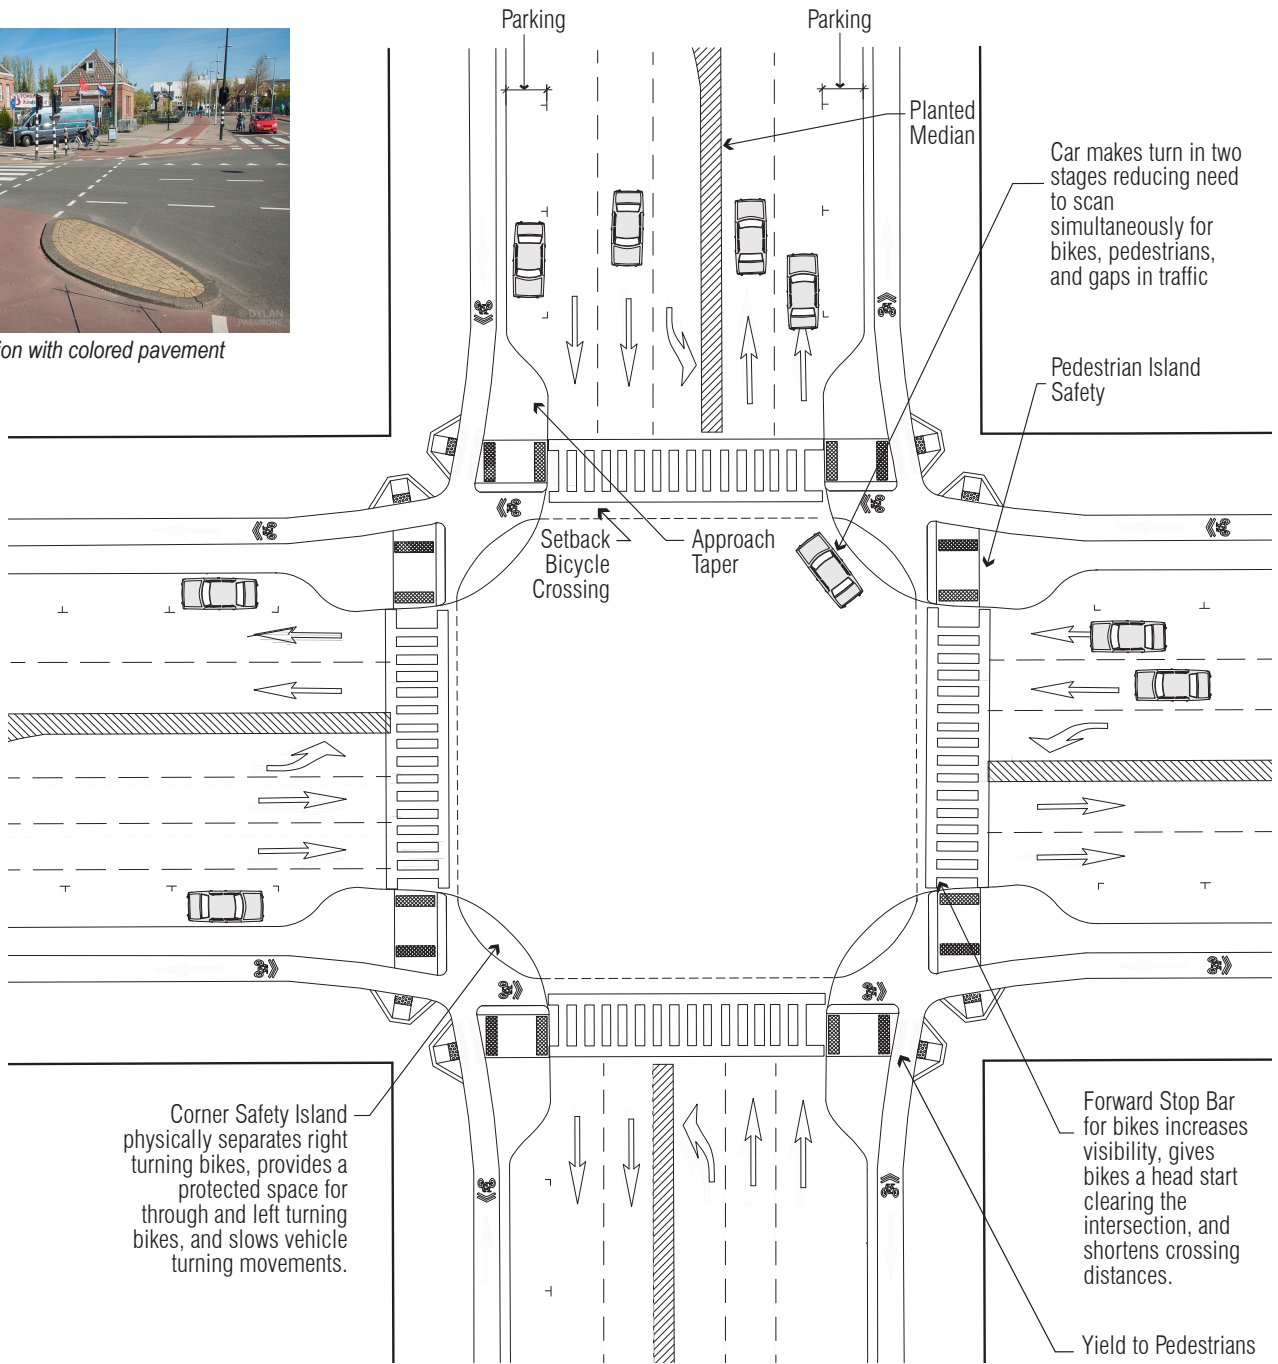 Parking
Parking
Planted
Median
Car makes turn in two
stages reducing need
to scan
simultaneously for
bikes, pedestrians,
and gaps in traffic
© DYLAN
PASSMORE
ion with colored pavement
Pedestrian Island
Safety
Setback
Bicycle
Crossing
Approach
Taper
Corner Safety Island
physically separates right
turning bikes, provides a
protected space for
through and left turning
bikes, and slows vehicle
turning movements.
Forward Stop Bar
for bikes increases
visibility, gives
bikes a head start
clearing the
intersection, and
shortens crossing
distances.
Yield to Pedestrians